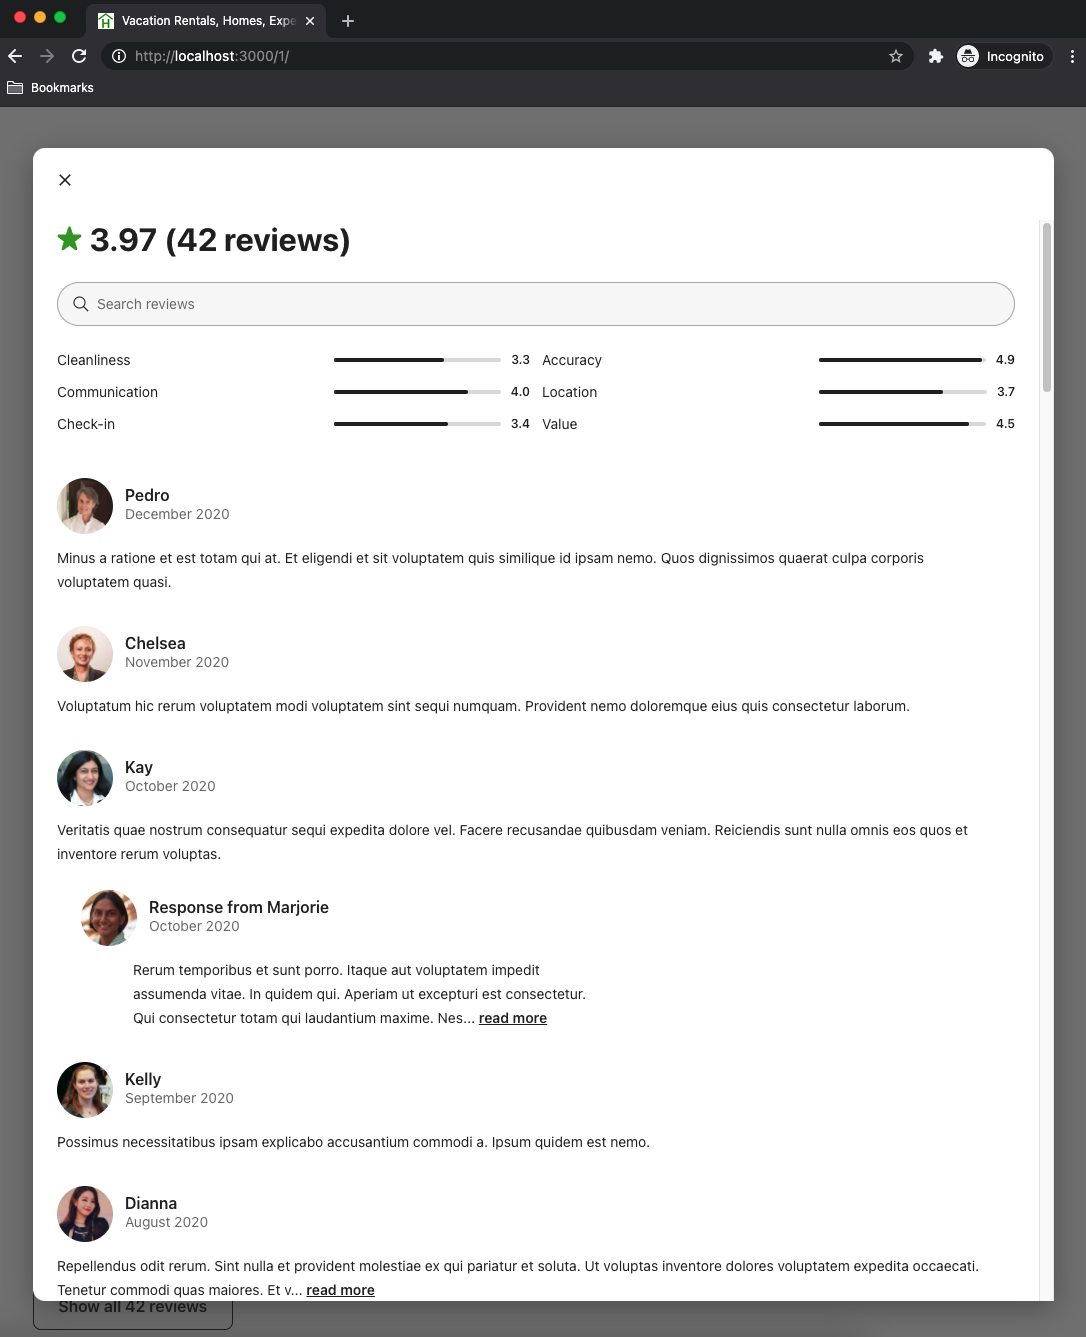 Vacation Rentals, Homes, Expe
http://localhost:3000/1/
Incognito
Bookmarks
3.97 (42 reviews)
Search reviews
Cleanliness 3.3 Accuracy 4.9
Communication 4.0 Location 3.7
Check-in 3.4 Value 4.5
Pedro
December 2020
Minus a ratione et est totam qui at. Et eligendi et sit voluptatem quis similique id ipsam nemo. Quos dignissimos quaerat culpa corporis
voluptatem quasi.
Chelsea
November 2020
Voluptatum hic rerum voluptatem modi voluptatem sint sequi numquam. Provident nemo doloremque eius quis consectetur laborum.
Kay
October 2020
Veritatis quae nostrum consequatur sequi expedita dolore vel. Facere recusandae quibusdam veniam. Reiciendis sunt nulla omnis eos quos et
inventore rerum voluptas.
Response from Marjorie
October 2020
Rerum temporibus et sunt porro. Itaque aut voluptatem impedit
assumenda vitae. In quidem qui. Aperiam ut excepturi est consectetur.
Qui consectetur totam qui laudantium maxime. Nes... read more
Kelly
September 2020
Possimus necessitatibus ipsam explicabo accusantium commodi a. Ipsum quidem est nemo.
Dianna
August 2020
Repellendus odit rerum. Sint nulla et provident molestiae ex qui pariatur et soluta. Ut voluptas inventore dolores voluptatem expedita occaecati.
Tenetur commodi quas maiores. Et v... read more
Show all 42 reviews